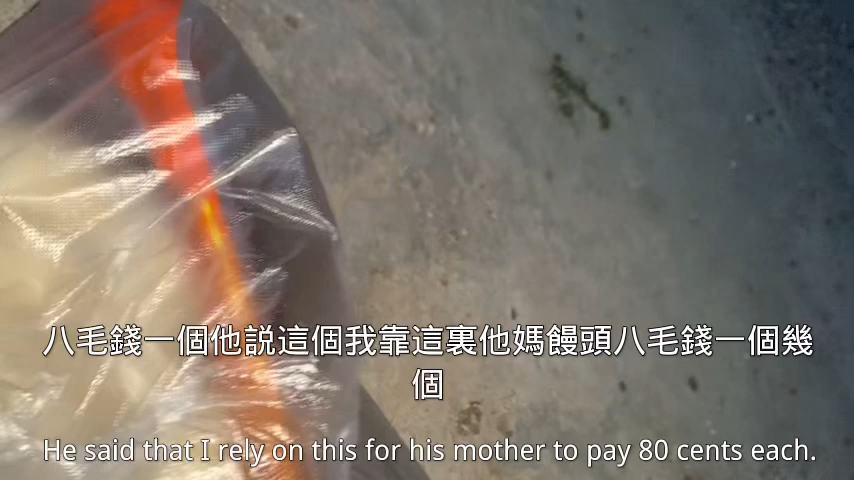 八毛錢一個他説這個我靠這裏他媽饅頭八毛錢一個幾
個
He said that I rely on this for his mother to pay 80 cents each.